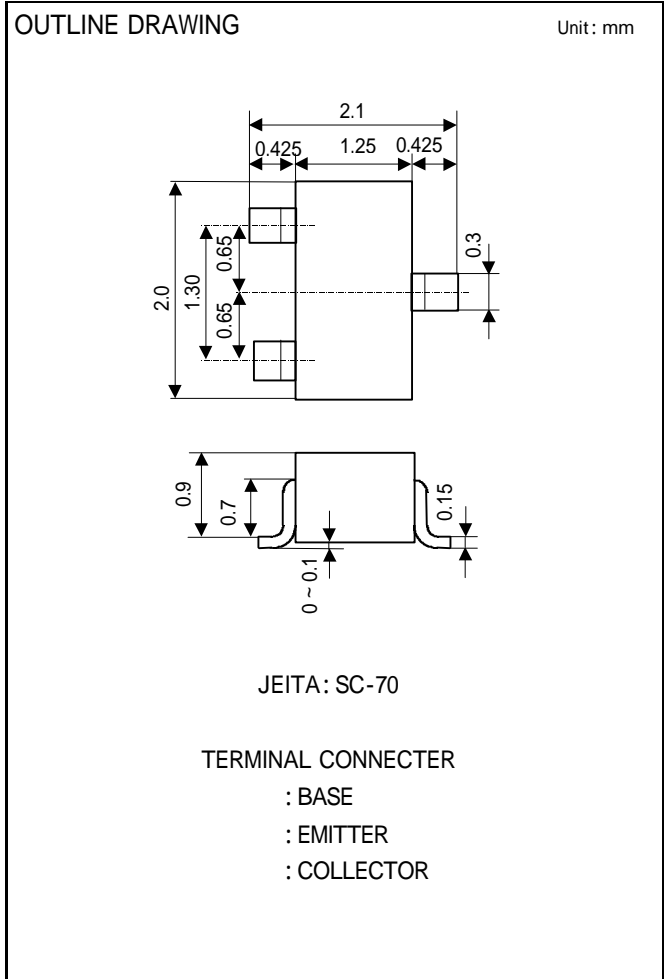 OUTLINE DRAWING
Unit: mm
2.1
0.425 1.25 0.425
2.0
1.30
0.65
0.65
0.3
0.9
0.7
0.15
0 ~ 0.1
JEITA: SC-70
TERMINAL CONNECTER
: BASE
: EMITTER
: COLLECTOR